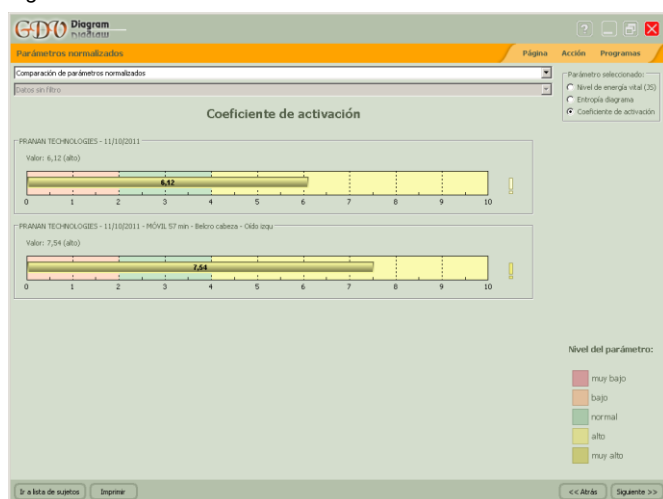 GDV Diagram
Parámetros normalizados
Página Acción Programas
Comparación de parámetros normalizados
Datos sin filtro
Parámetro seleccionado:
Nivel de energía vital (JS)
Entropía diagrama
Coeficiente de activación
Coeficiente de activación
PRANAN TECHNOLOGIES - 11/10/2011
Valor: 6,12 (alto)
6,12
0 1 2 3 4 5 6 7 8 9 10
PRANAN TECHNOLOGIES - 11/10/2011 - MÓVIL 57 min - Belcro cabeza - Oído izqu
Valor: 7,54 (alto)
7,54
0 1 2 3 4 5 6 7 8 9 10
Nivel del parámetro:
muy bajo
bajo
normal
alto
muy alto
Ir a lista de sujetos Imprimir << Atrás Siguiente >>